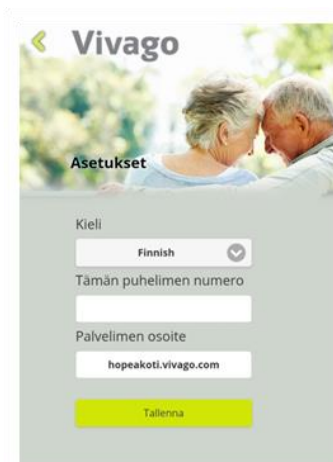 Vivago
Asetukset
Kieli
Finnish
Tämän puhelimen numero
Palvelimen osoite
hopeakoti.vivago.com
Tallenna